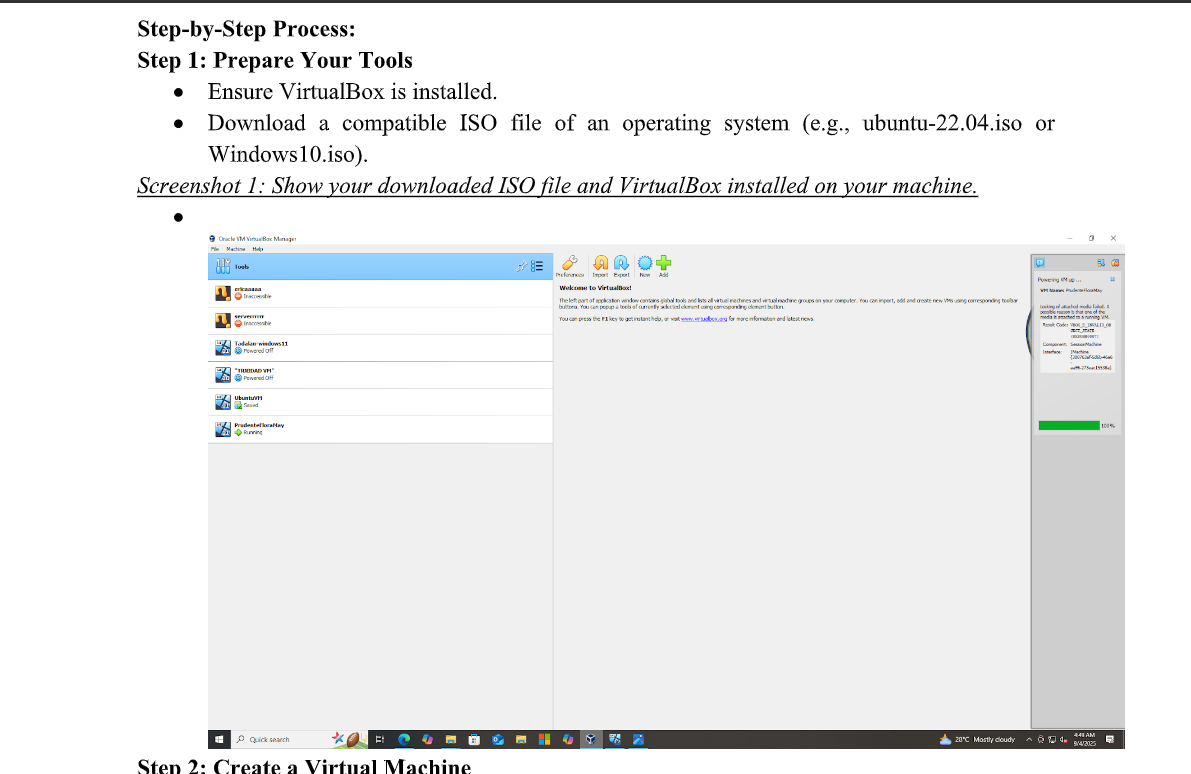 Step-by-Step Process:
Step 1: Prepare Your Tools
● Ensure VirtualBox is installed.
● Download a compatible ISO file of an operating system (e.g., ubuntu-22.04.iso or
Windows10.iso).
Screenshot 1: Show your downloaded ISO file and VirtualBox installed on your machine.
●
Oracle VM VirtualBox Manager
File Machine Help
Tools
Preferences Import Export New Add
ericaaaaa
Inaccessible
serverrrrrr
Inaccessible
Tadalan-windows11
Powered Off
"TRINIDAD VM"
Powered Off
UbuntuVM
Saved
PrudenteFloraMay
Running
Welcome to VirtualBox!
The left part of application window contains global tools and lists all virtual machines and virtual machine groups on your computer. You can import, add and create new VMs using corresponding toolbar
buttons. You can popup a tools of currently selected element using corresponding element button.
You can press the F1 key to get instant help, or visit www.virtualbox.org for more information and latest news.
Powering VM up ...
VM Name: PrudenteFloraMay
Locking of attached media failed. A
possible reason is that one of the
media is attached to a running VM.
Result Code: VBOX_E_INVALID_OB
JECT_STATE
Component: SessionMachine
Interface: IMachine
100%
Quick search
28°C Mostly cloudy
4:49 AM
9/4/2025
Step 2: Create a Virtual Machine